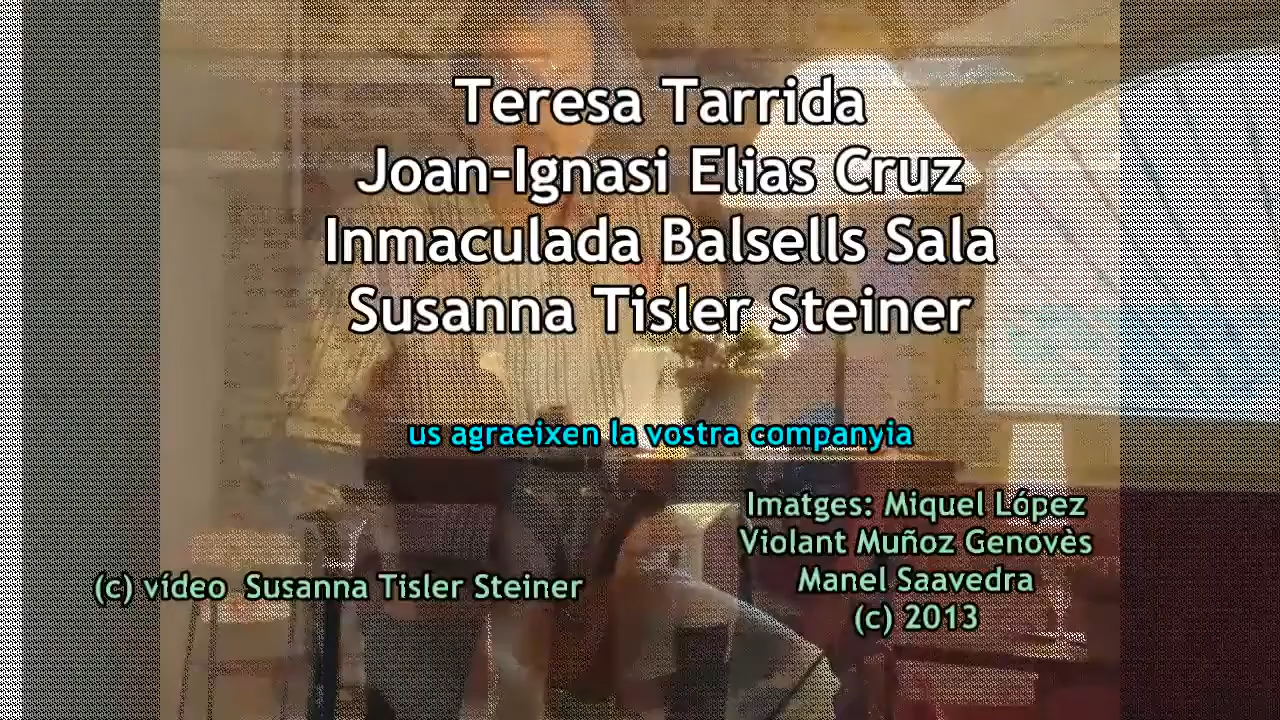 Teresa Tarrida
Joan-Ignasi Elias Cruz
Inmaculada Balsells Sala
Susanna Tisler Steiner
us agraeixen la vostra companyia
Imatges: Miquel López
Violant Muñoz Genovès
Manel Saavedra
(c) 2013
(c) vídeo Susanna Tisler Steiner